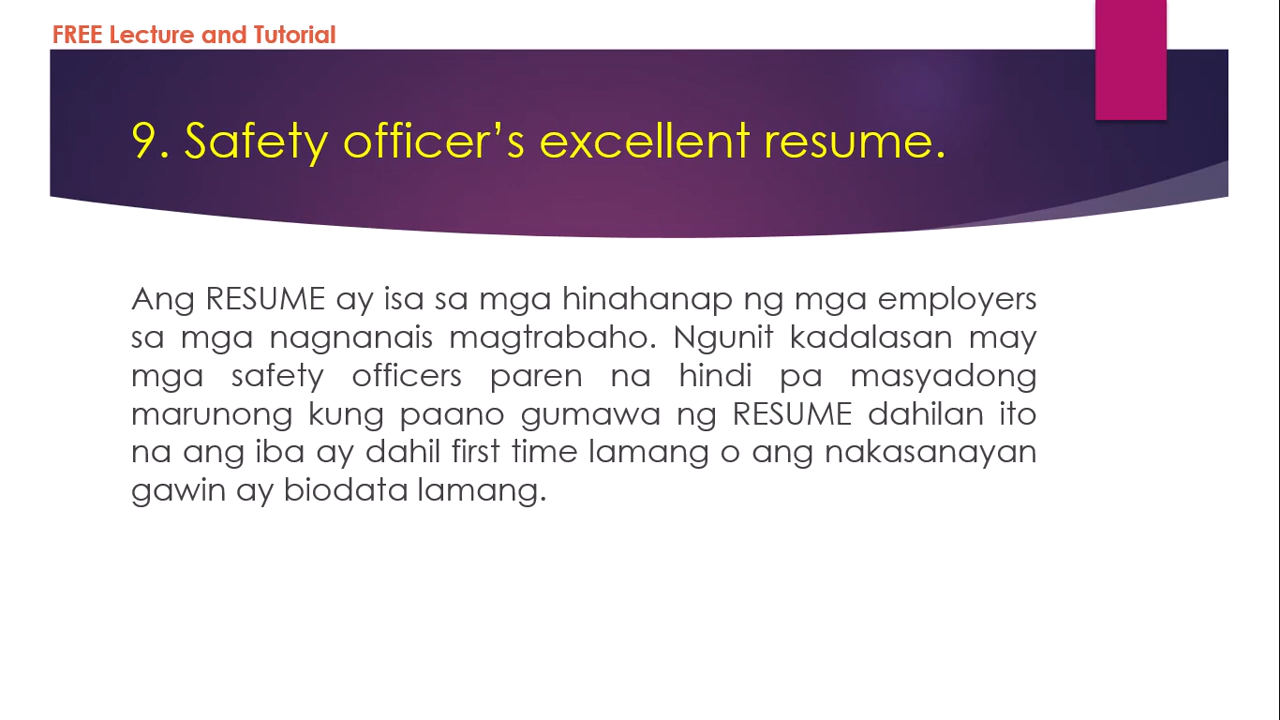 FREE Lecture and Tutorial
9. Safety officer’s excellent resume.
Ang RESUME ay isa sa mga hinahanap ng mga employers
sa mga nagnanais magtrabaho. Ngunit kadalasan may
mga safety officers paren na hindi pa masyadong
marunong kung paano gumawa ng RESUME dahilan ito
na ang iba ay dahil first time lamang o ang nakasanayan
gawin ay biodata lamang.